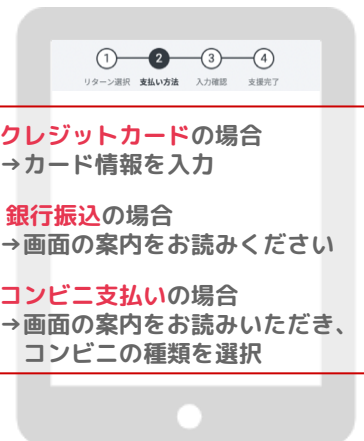 1 2 3 4
リターン選択 支払い方法 入力確認 支援完了
クレジットカードの場合
→カード情報を入力
銀行振込の場合
→画面の案内をお読みください
コンビニ支払いの場合
→画面の案内をお読みいただき、
コンビニの種類を選択